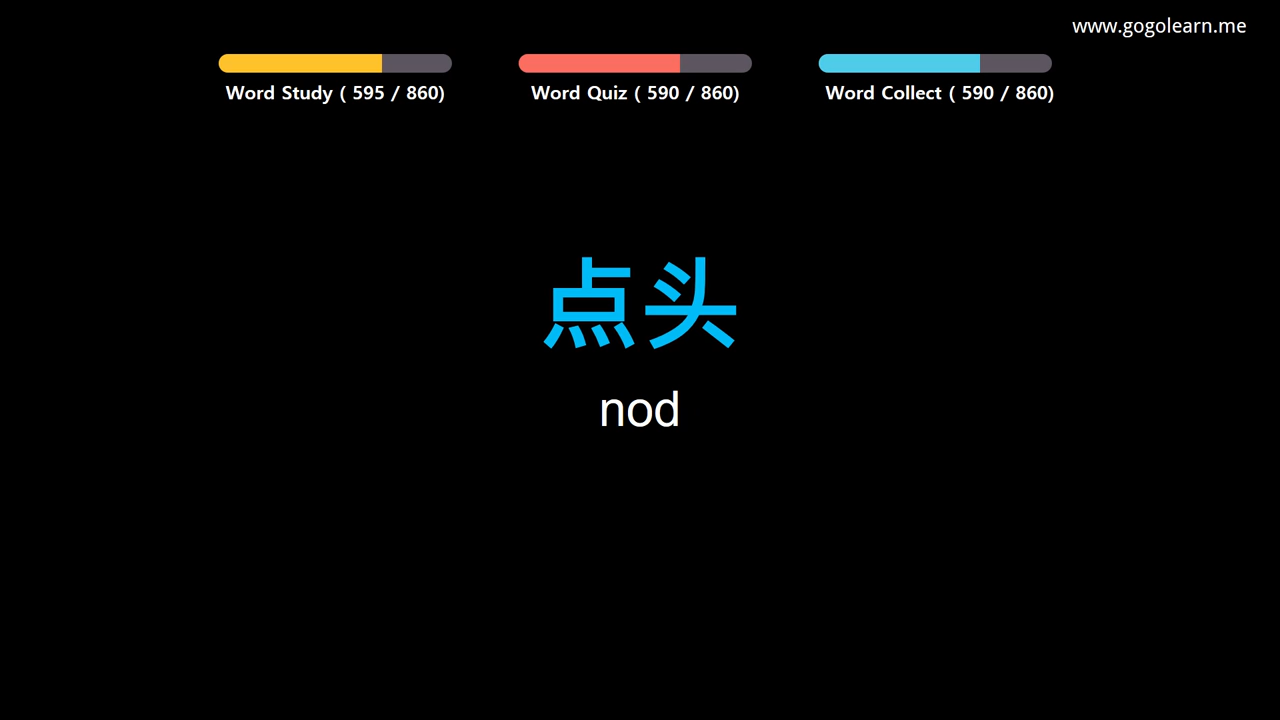 www.gogolearn.me
Word Study ( 595 / 860)
Word Quiz ( 590 / 860)
Word Collect ( 590 / 860)
点头
nod